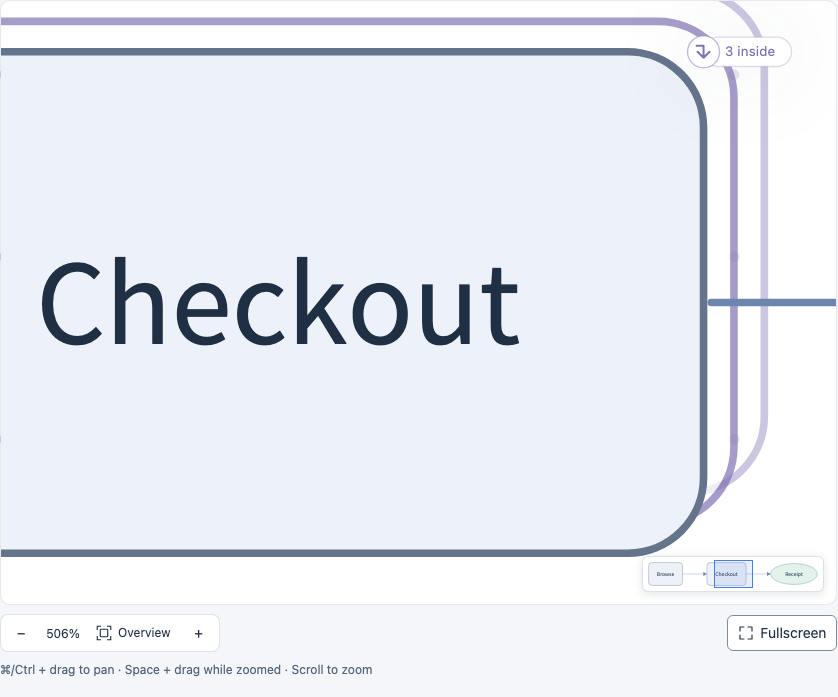 3 inside
Checkout
Browse
Checkout
Receipt
− 506% Overview +
Fullscreen
⌘/Ctrl + drag to pan · Space + drag while zoomed · Scroll to zoom